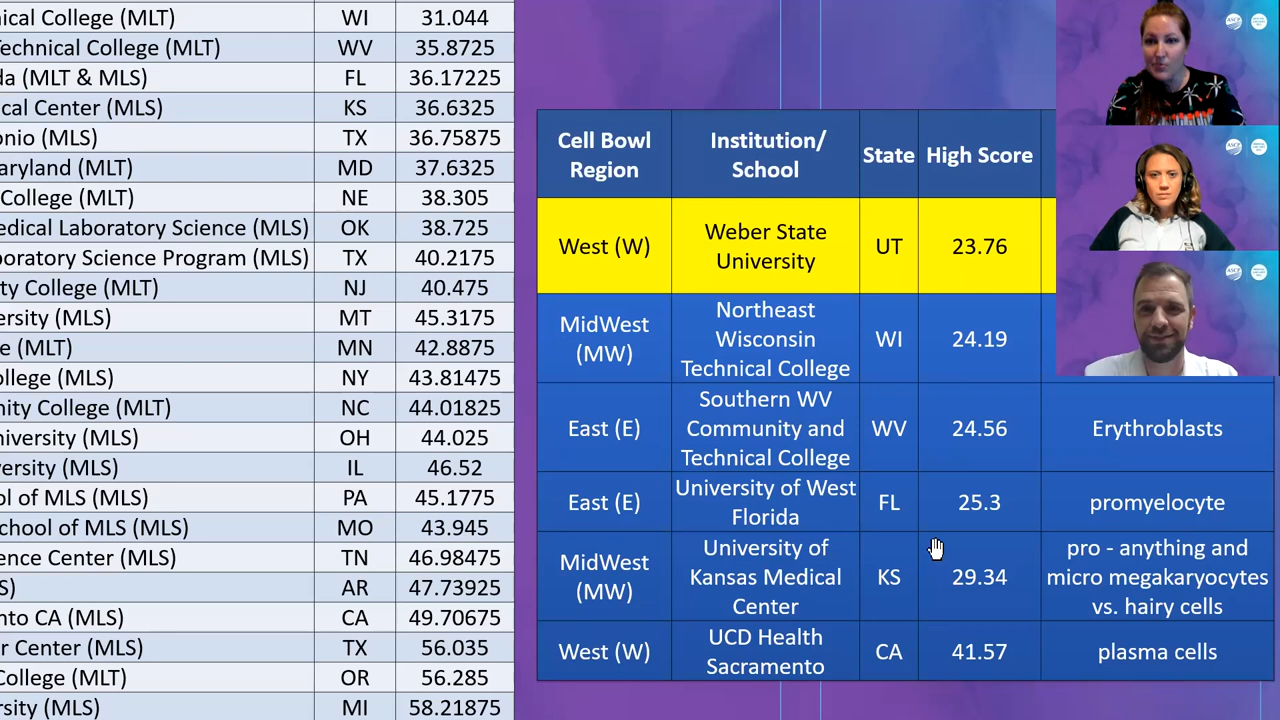 ical College (MLT) WI 31.044
Technical College (MLT) WV 35.8725
da (MLT & MLS) FL 36.17225
ical Center (MLS) KS 36.6325
onio (MLS) TX 36.75875
aryland (MLT) MD 37.6325
College (MLT) NE 38.305
edical Laboratory Science (MLS) OK 38.725
boratory Science Program (MLS) TX 40.2175
ty College (MLT) NJ 40.475
ersity (MLS) MT 45.3175
e (MLT) MN 42.8875
ollege (MLS) NY 43.81475
nity College (MLT) NC 44.01825
niversity (MLS) OH 44.025
versity (MLS) IL 46.52
ol of MLS (MLS) PA 45.1775
School of MLS (MLS) MO 43.945
ence Center (MLS) TN 46.98475
S) AR 47.73925
nto CA (MLS) CA 49.70675
r Center (MLS) TX 56.035
College (MLT) OR 56.285
rsity (MLS) MI 58.21875
Cell Bowl
Region
Institution/
School
State
High Score
West (W)
Weber State
University
UT
23.76
MidWest
(MW)
Northeast
Wisconsin
Technical College
WI
24.19
East (E)
Southern WV
Community and
Technical College
WV
24.56
Erythroblasts
East (E)
University of West
Florida
FL
25.3
promyelocyte
MidWest
(MW)
University of
Kansas Medical
Center
KS
29.34
pro - anything and
micro megakaryocytes
vs. hairy cells
West (W)
UCD Health
Sacramento
CA
41.57
plasma cells
ASCP
ASCP
ASCP